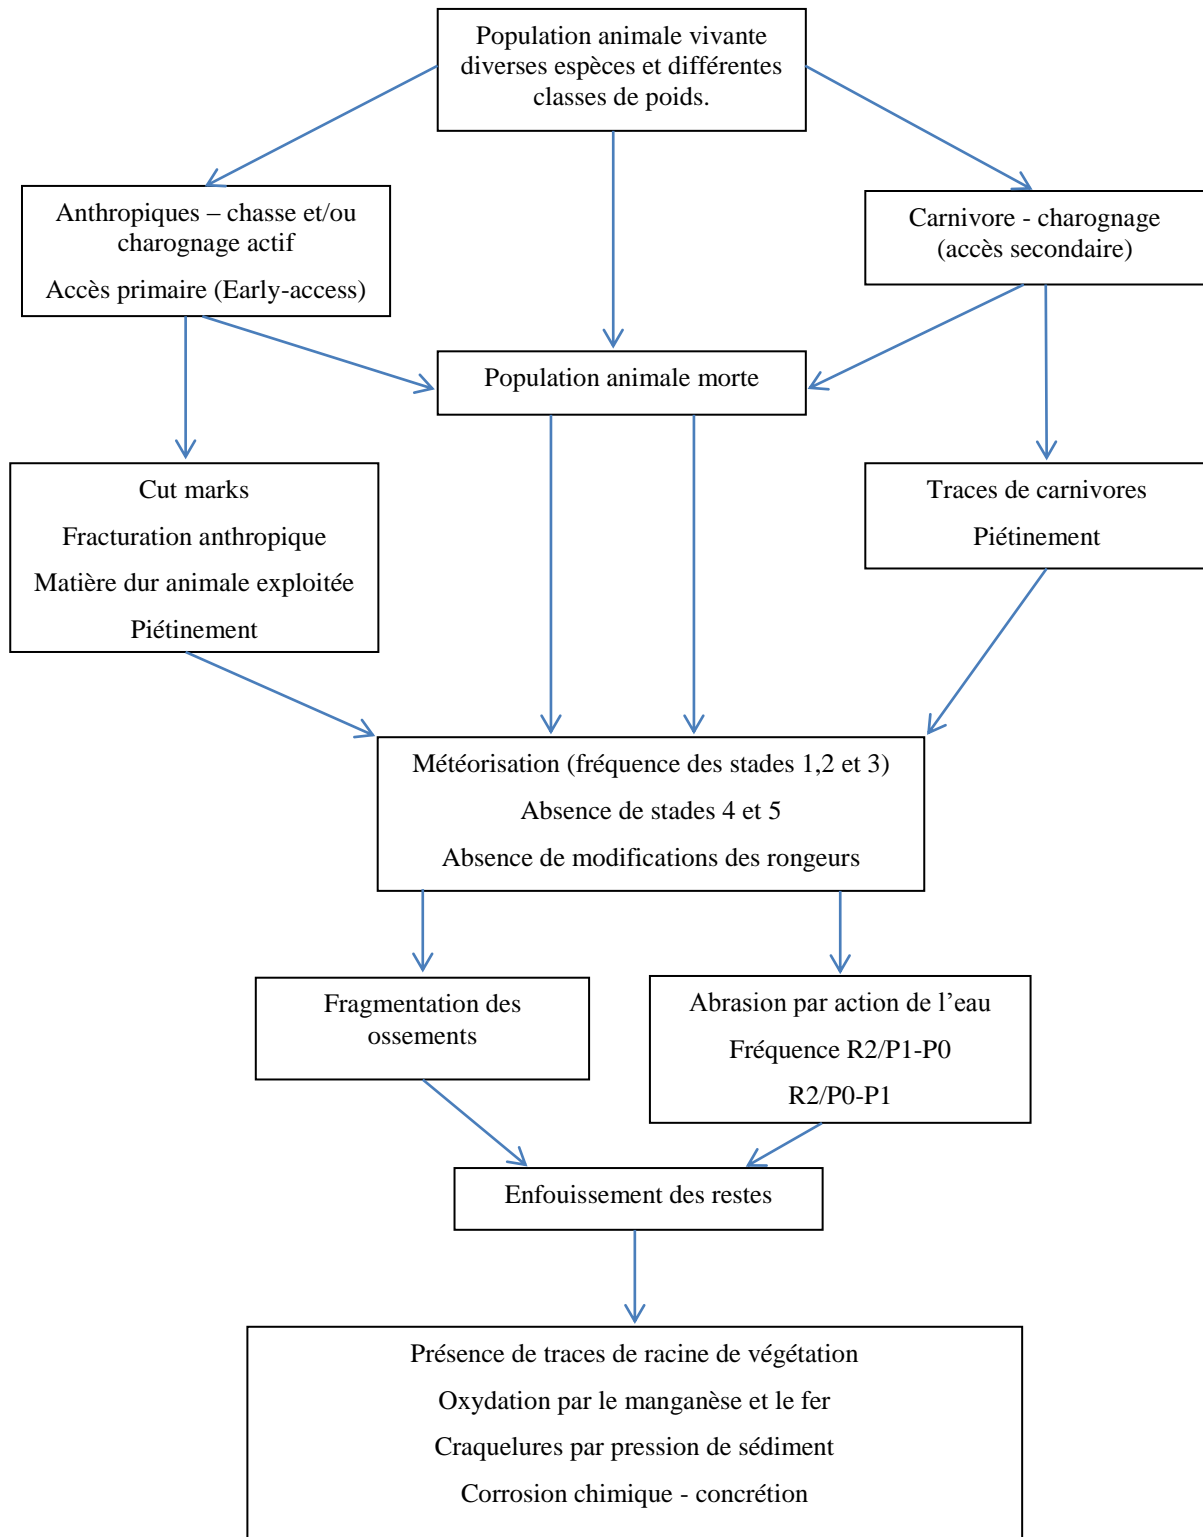 Population animale vivante
diverses espèces et différentes
classes de poids.
Anthropiques – chasse et/ou
charognage actif
Accès primaire (Early-access)
Carnivore - charognage
(accès secondaire)
Population animale morte
Cut marks
Fracturation anthropique
Matière dur animale exploitée
Piétinement
Traces de carnivores
Piétinement
Météorisation (fréquence des stades 1,2 et 3)
Absence de stades 4 et 5
Absence de modifications des rongeurs
Fragmentation des
ossements
Abrasion par action de l’eau
Fréquence R2/P1-P0
R2/P0-P1
Enfouissement des restes
Présence de traces de racine de végétation
Oxydation par le manganèse et le fer
Craquelures par pression de sédiment
Corrosion chimique - concrétion